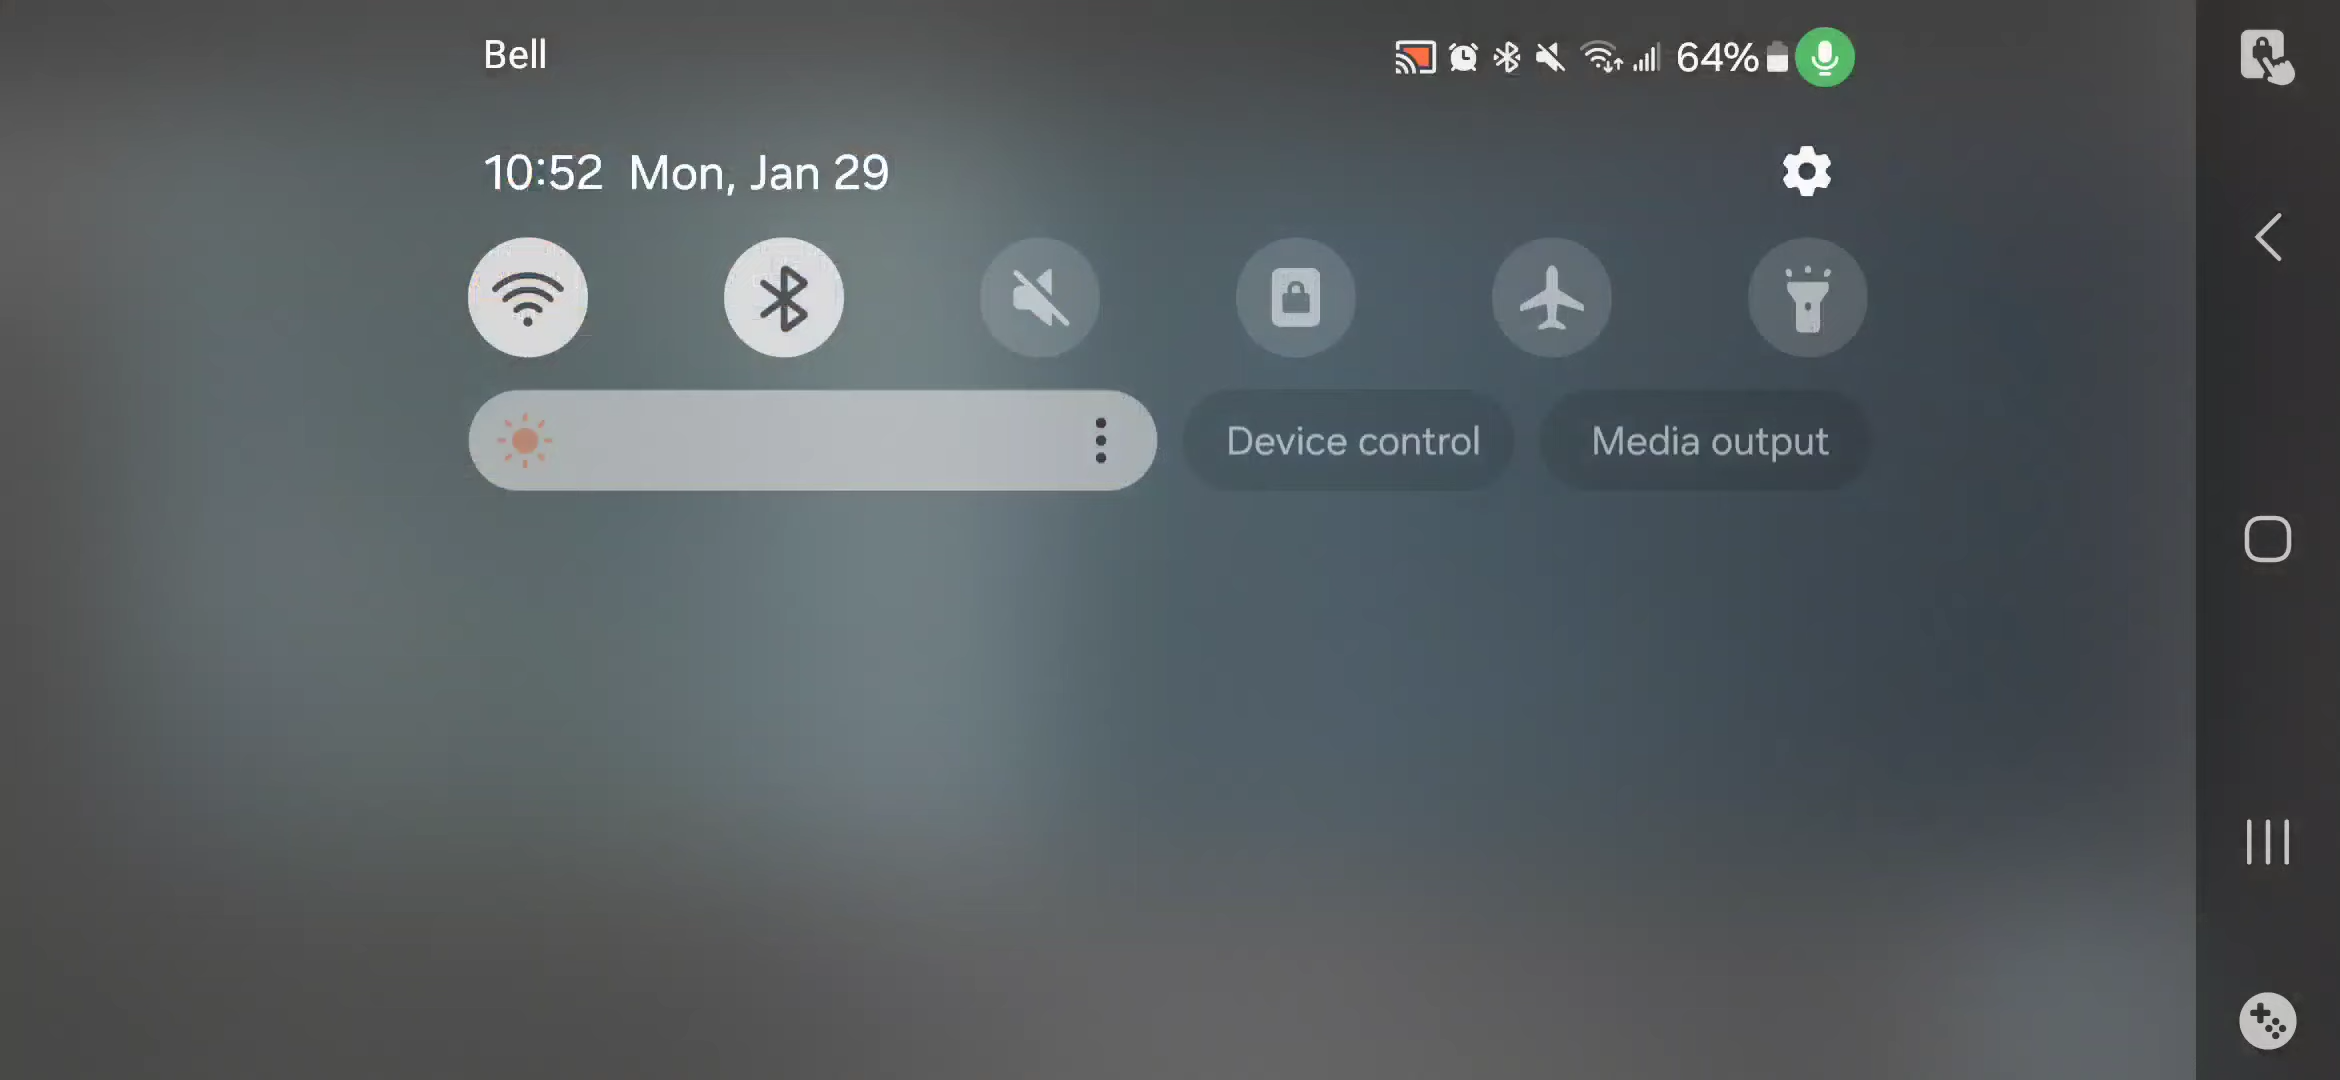 Bell
64%
10:52 Mon, Jan 29
Device control
Media output